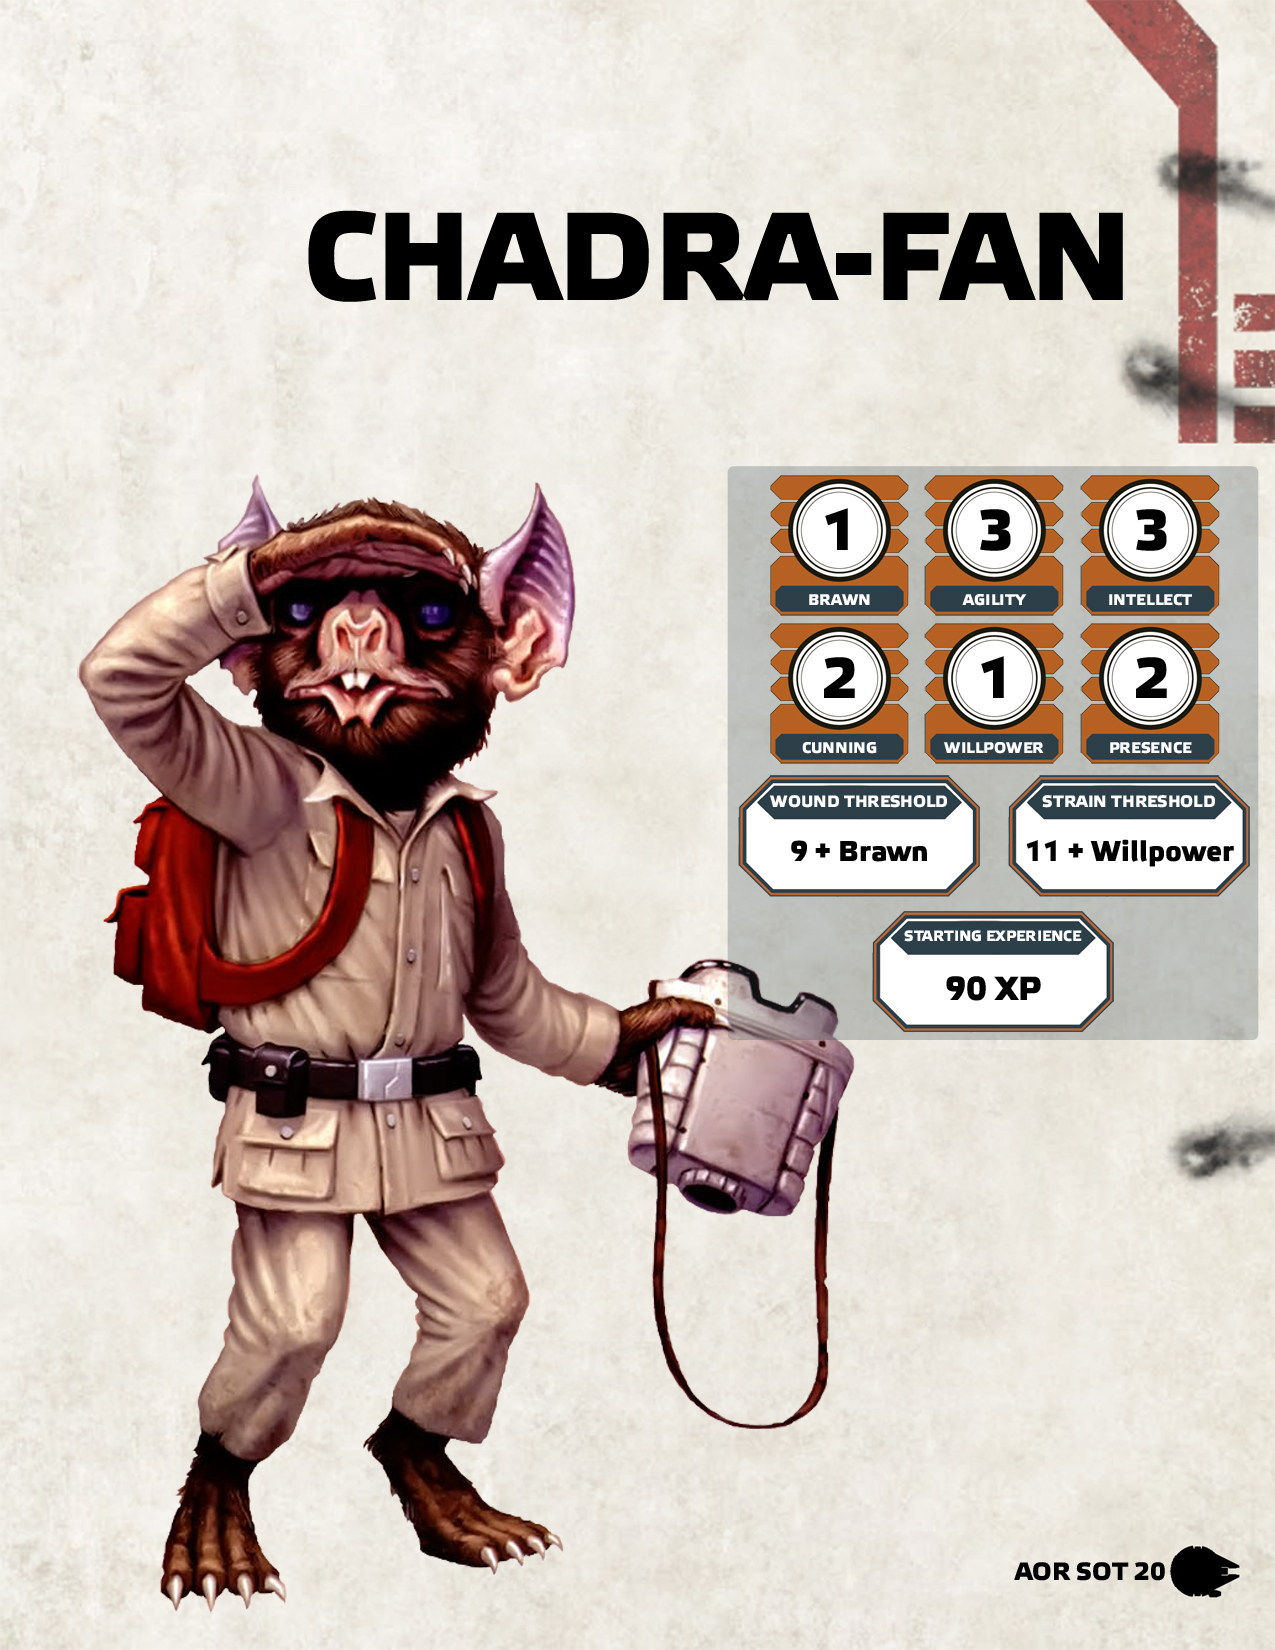 CHADRA-FAN
1 3 3
BRAWN AGILITY INTELLECT
2 1 2
CUNNING WILLPOWER PRESENCE
WOUND THRESHOLD STRAIN THRESHOLD
9 + Brawn 11 + Willpower
STARTING EXPERIENCE
90 XP
AOR SOT 20